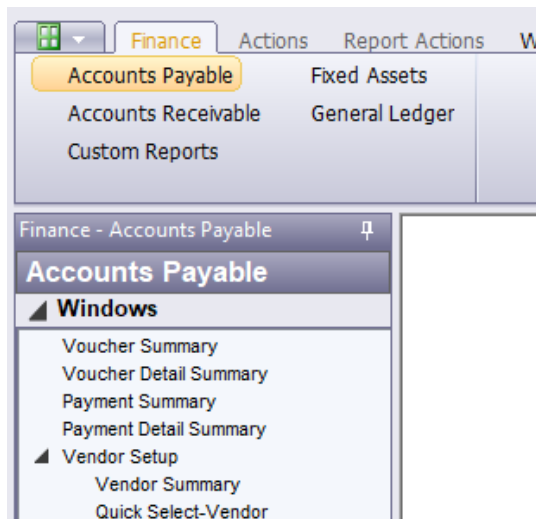 Finance Actions Report Actions W
Accounts Payable Fixed Assets
Accounts Receivable General Ledger
Custom Reports
Finance - Accounts Payable
Accounts Payable
Windows
Voucher Summary
Voucher Detail Summary
Payment Summary
Payment Detail Summary
Vendor Setup
Vendor Summary
Quick Select-Vendor